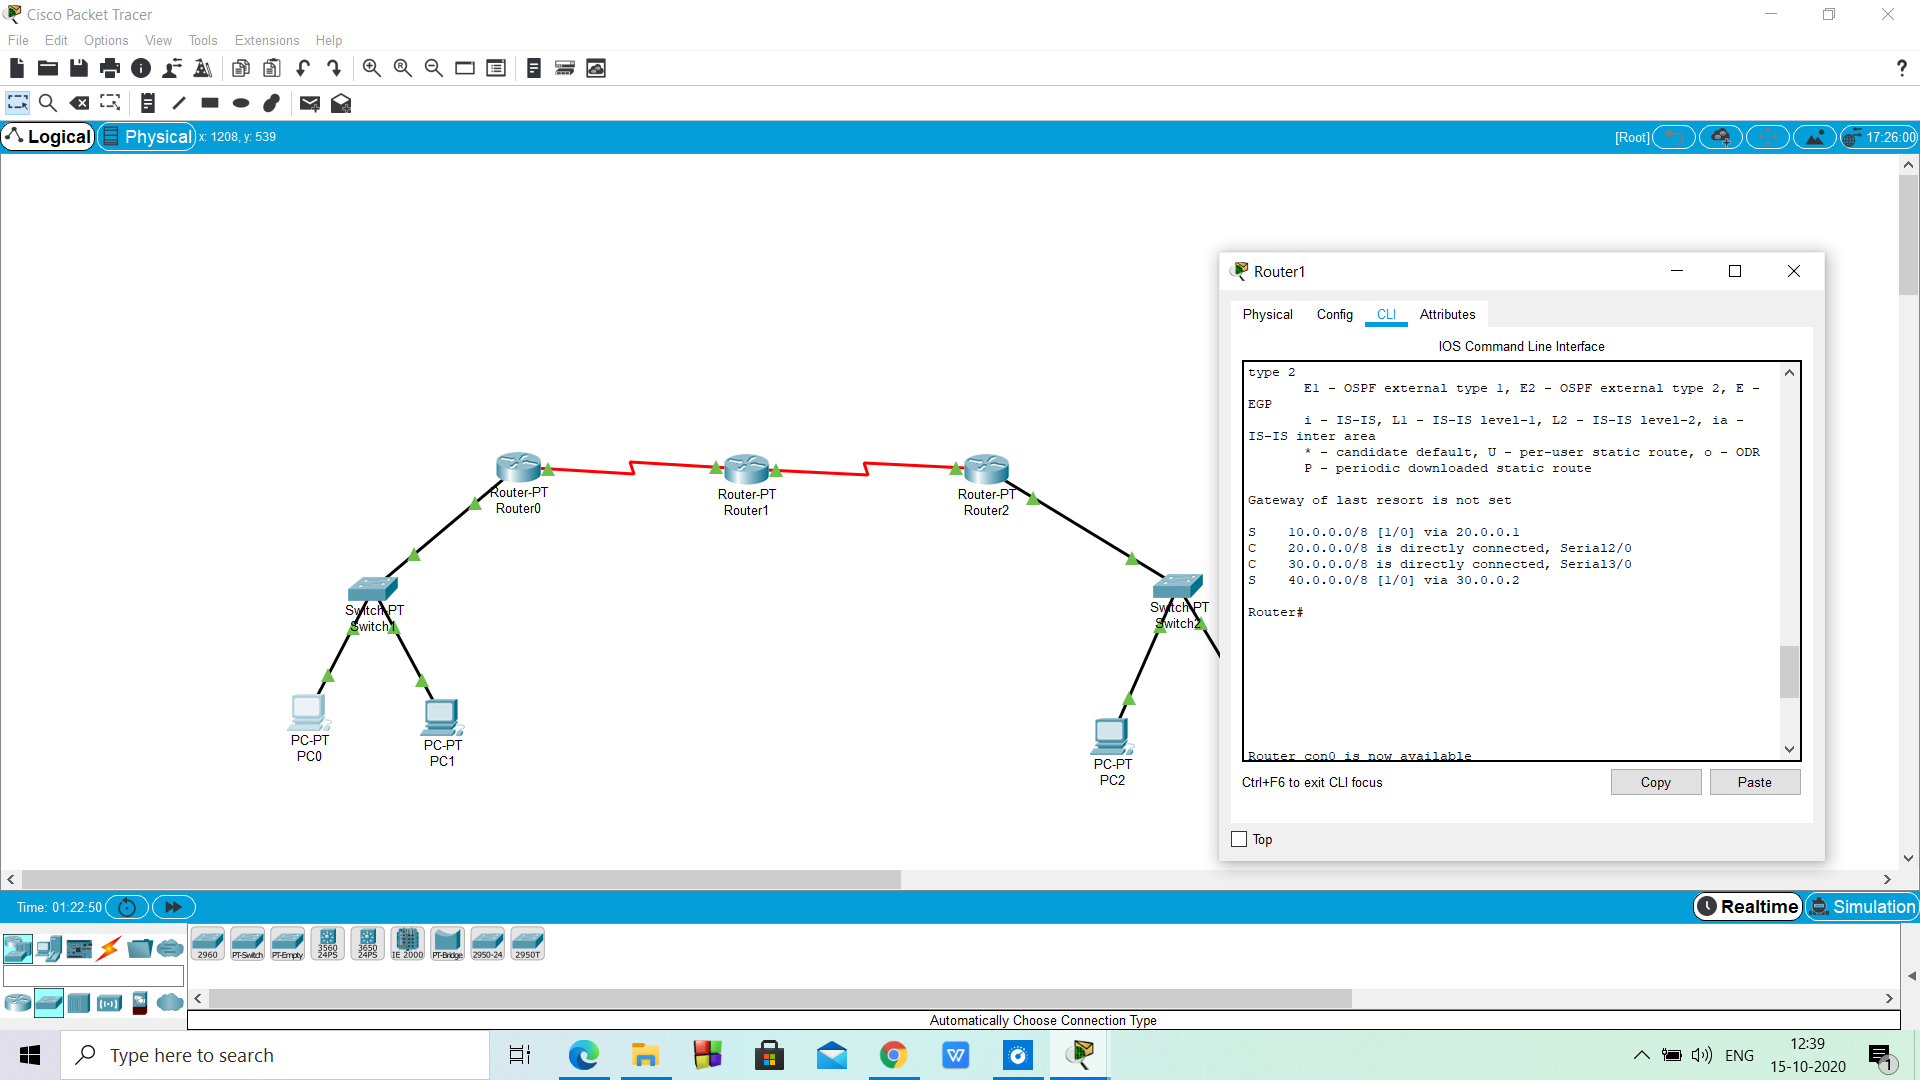 Cisco Packet Tracer
File Edit Options View Tools Extensions Help
Logical Physical x: 1208, y: 539 [Root] 17:26:00
Router1
Physical Config CLI Attributes
IOS Command Line Interface
type 2
E1 - OSPF external type 1, E2 - OSPF external type 2, E -
EGP
i - IS-IS, L1 - IS-IS level-1, L2 - IS-IS level-2, ia -
IS-IS inter area
* - candidate default, U - per-user static route, o - ODR
P - periodic downloaded static route
Gateway of last resort is not set
S 10.0.0.0/8 [1/0] via 20.0.0.1
C 20.0.0.0/8 is directly connected, Serial2/0
C 30.0.0.0/8 is directly connected, Serial3/0
S 40.0.0.0/8 [1/0] via 30.0.0.2
Router#
Router con0 is now available
Ctrl+F6 to exit CLI focus Copy Paste
Top
Router-PT
Router0
Router-PT
Router1
Router-PT
Router2
Switch-PT
Switch1
Switch-PT
Switch2
PC-PT
PC0
PC-PT
PC1
PC-PT
PC2
Time: 01:22:50 Realtime Simulation
2960 PT-Switch PT-Empty 3560 24PS 3650 24PS IE 2000 PT-Bridge 2950-24 2950T
Automatically Choose Connection Type
Type here to search
ENG
12:39
15-10-2020
1